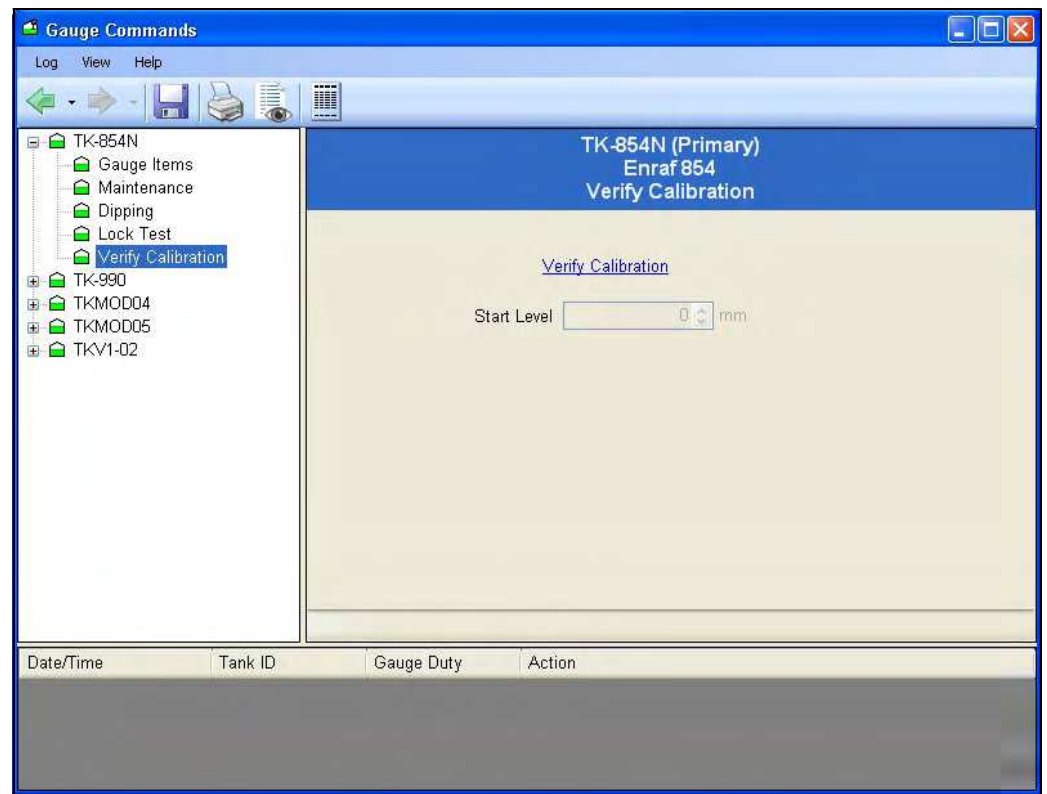 Gauge Commands
Log View Help
TK-854N
Gauge Items
Maintenance
Dipping
Lock Test
Verify Calibration
TK-990
TKMOD04
TKMOD05
TKV1-02
TK-854N (Primary)
Enraf 854
Verify Calibration
Verify Calibration
Start Level 0 mm
Date/Time Tank ID Gauge Duty Action